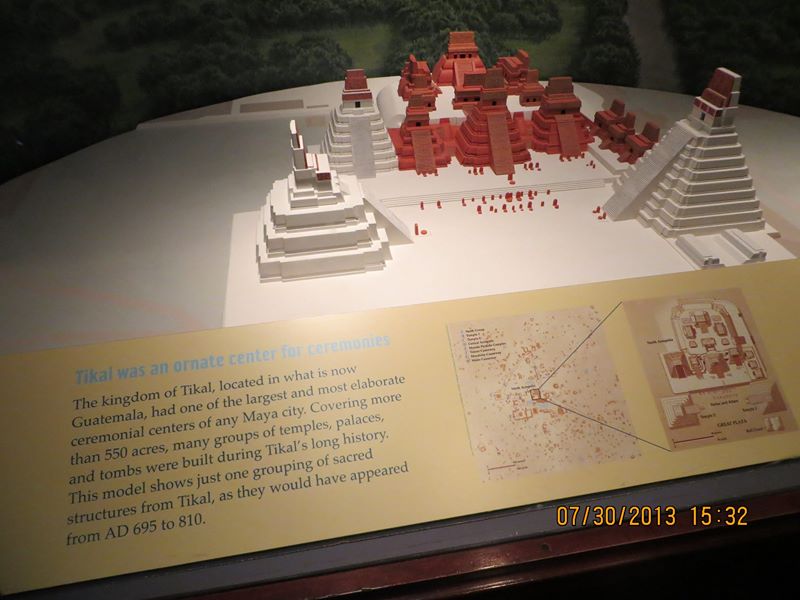 Tikal was an ornate center for ceremonies
The kingdom of Tikal, located in what is now
Guatemala, had one of the largest and most elaborate
ceremonial centers of any Maya city. Covering more
than 550 acres, many groups of temples, palaces,
and tombs were built during Tikal's long history.
This model shows just one grouping of sacred
structures from Tikal, as they would have appeared
from AD 695 to 810.
North Acropolis
North Acropolis
GREAT PLAZA
Ball Court
07/30/2013 15:32